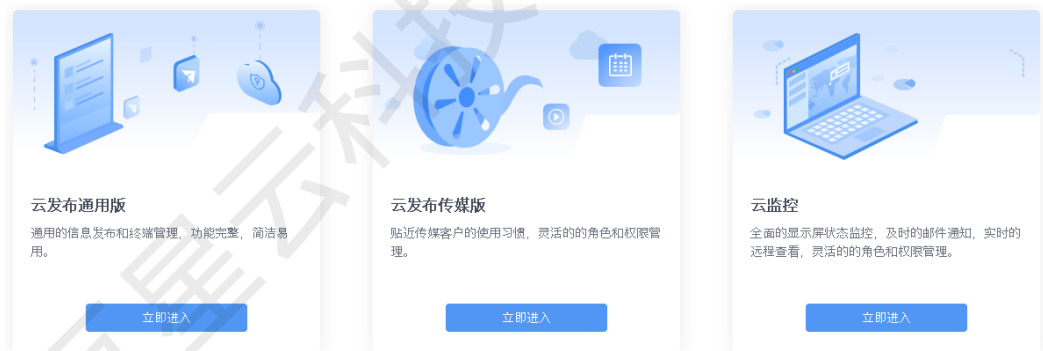 云发布通用版
通用的信息发布和终端管理，功能完整，简洁易
用。
立即进入
云发布传媒版
贴近传媒客户的使用习惯，灵活的的角色和权限管
理。
立即进入
云监控
全面的显示屏状态监控，及时的邮件通知，实时的
远程查看，灵活的的角色和权限管理。
立即进入
星云科技